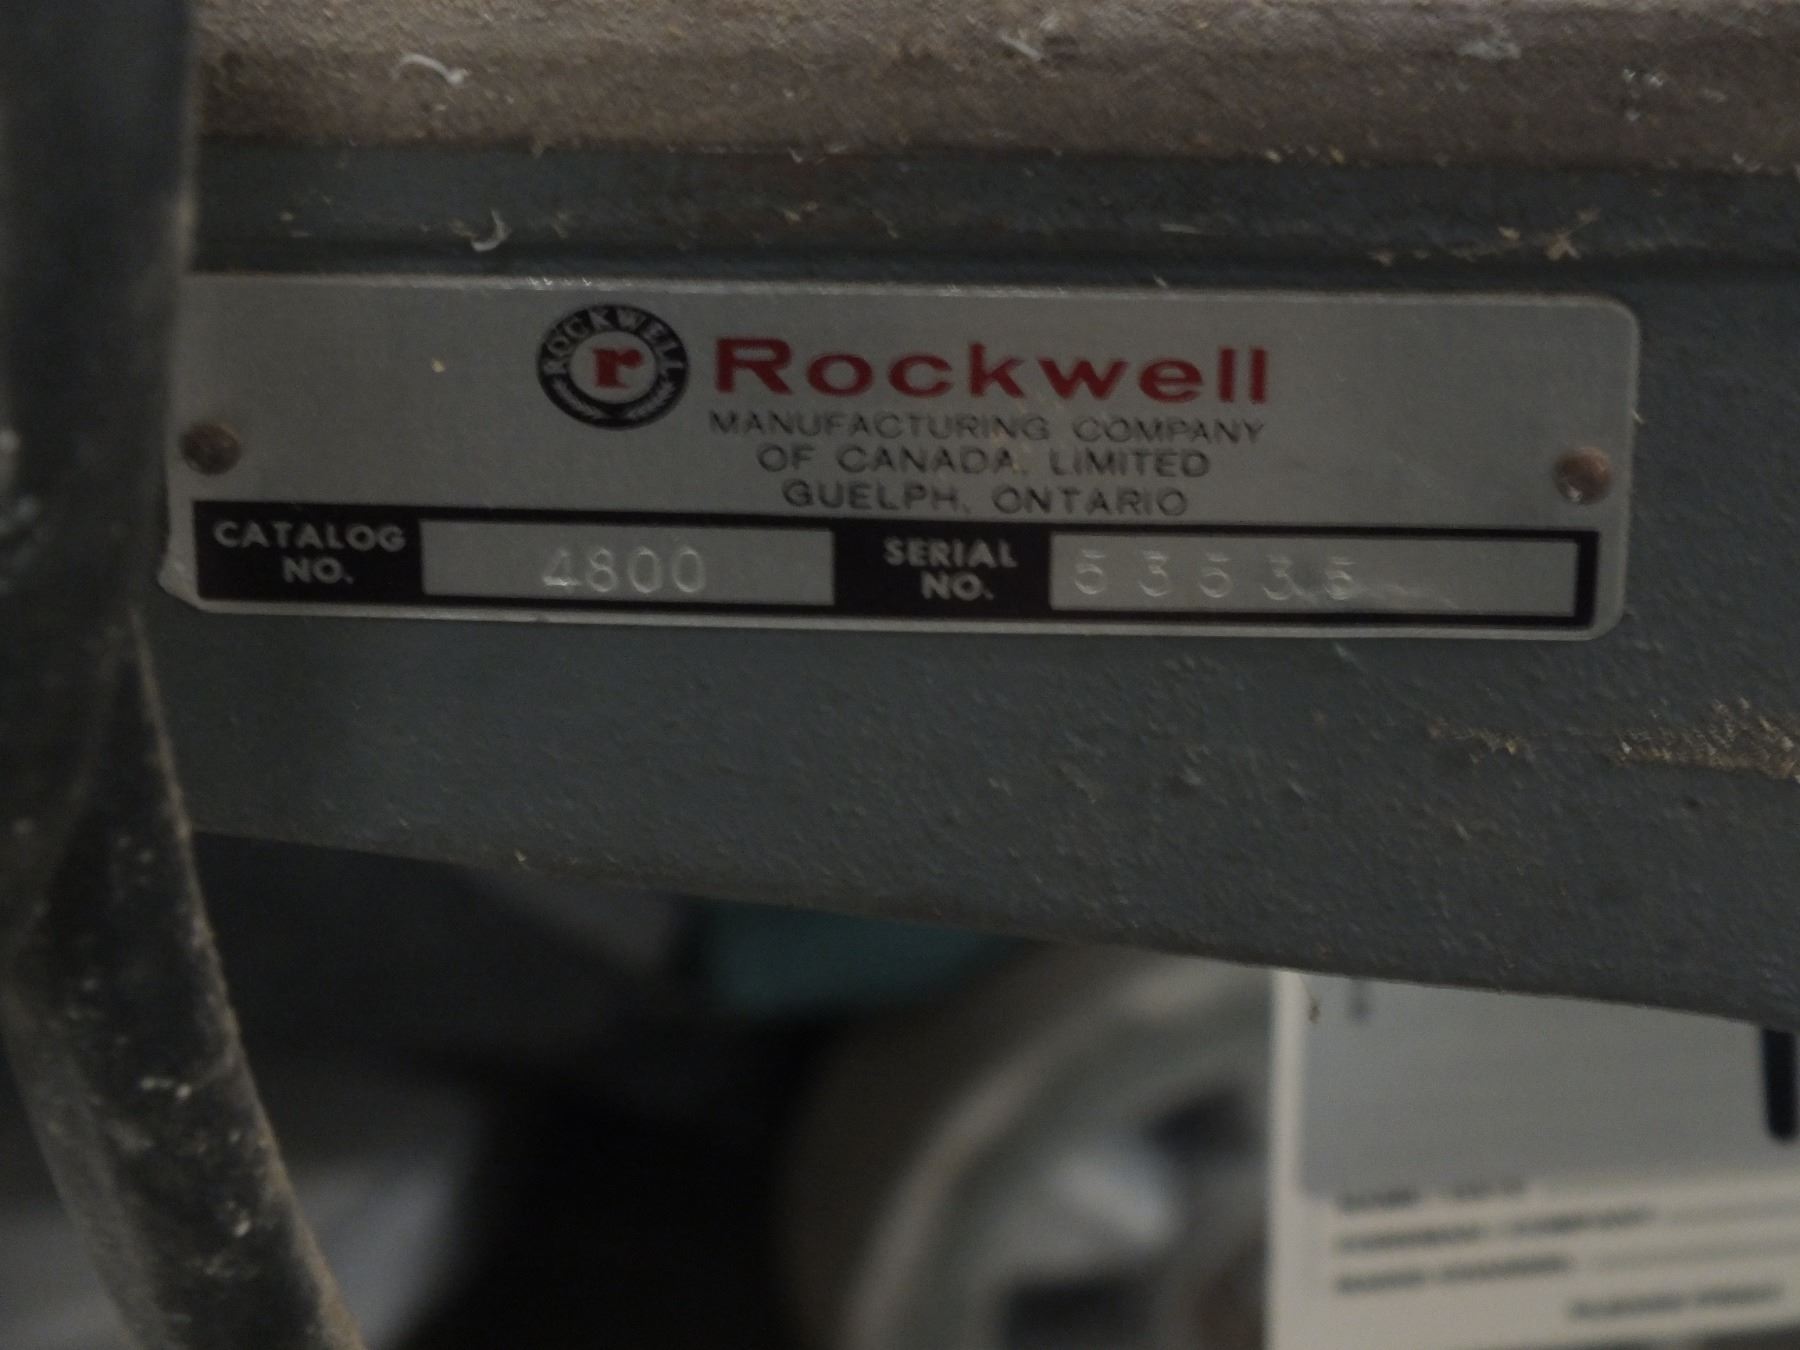 ROCKWELL
r
Rockwell
MANUFACTURING COMPANY
OF CANADA, LIMITED
GUELPH, ONTARIO
CATALOG NO. 4800
SERIAL NO. 53535